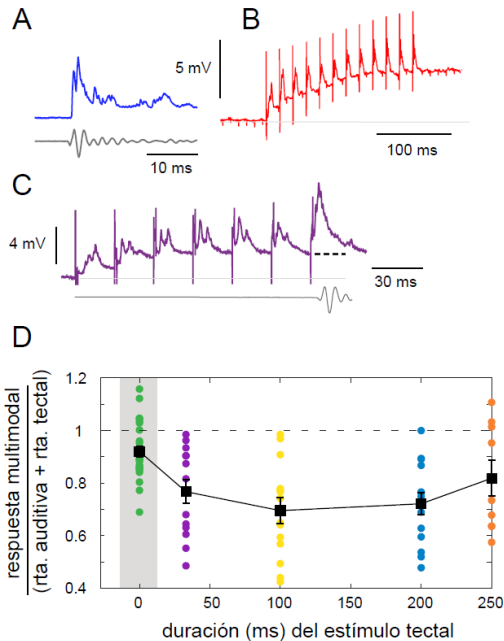 A
B
5 mV
10 ms
100 ms
C
4 mV
30 ms
D
respuesta multimodal
(rta. auditiva + rta. tectal)
1.2
1
0.8
0.6
0.4
0 50 100 150 200 250
duración (ms) del estímulo tectal